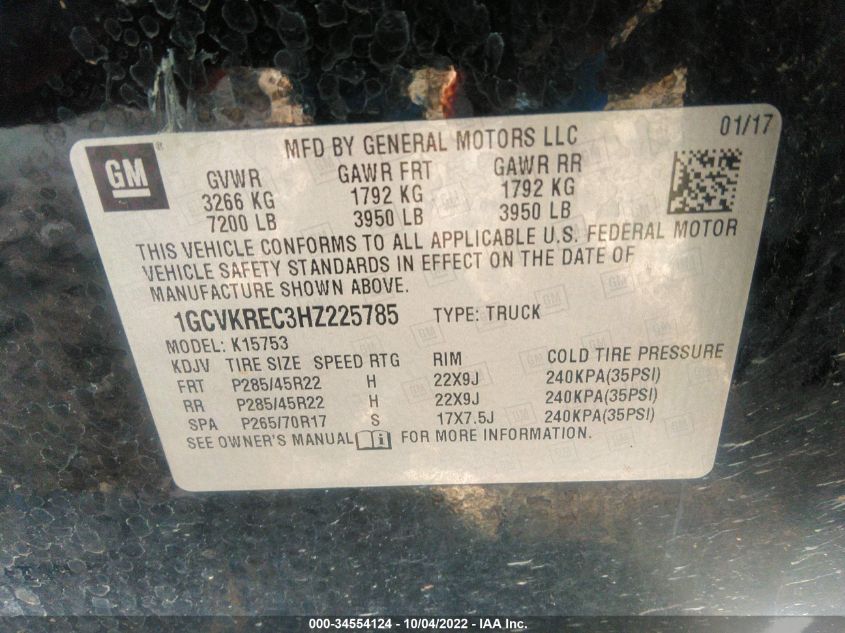 MFD BY GENERAL MOTORS LLC 01/17
GM
GVWR GAWR FRT GAWR RR
3266 KG 1792 KG 1792 KG
7200 LB 3950 LB 3950 LB
THIS VEHICLE CONFORMS TO ALL APPLICABLE U.S. FEDERAL MOTOR
VEHICLE SAFETY STANDARDS IN EFFECT ON THE DATE OF
MANUFACTURE SHOWN ABOVE.
1GCVKREC3HZ225785 TYPE: TRUCK
MODEL: K15753
KDJV TIRE SIZE SPEED RTG RIM COLD TIRE PRESSURE
FRT P285/45R22 H 22X9J 240KPA(35PSI)
RR P285/45R22 H 22X9J 240KPA(35PSI)
SPA P265/70R17 S 17X7.5J 240KPA(35PSI)
SEE OWNER'S MANUAL FOR MORE INFORMATION.
000-34554124 - 10/04/2022 - IAA Inc.